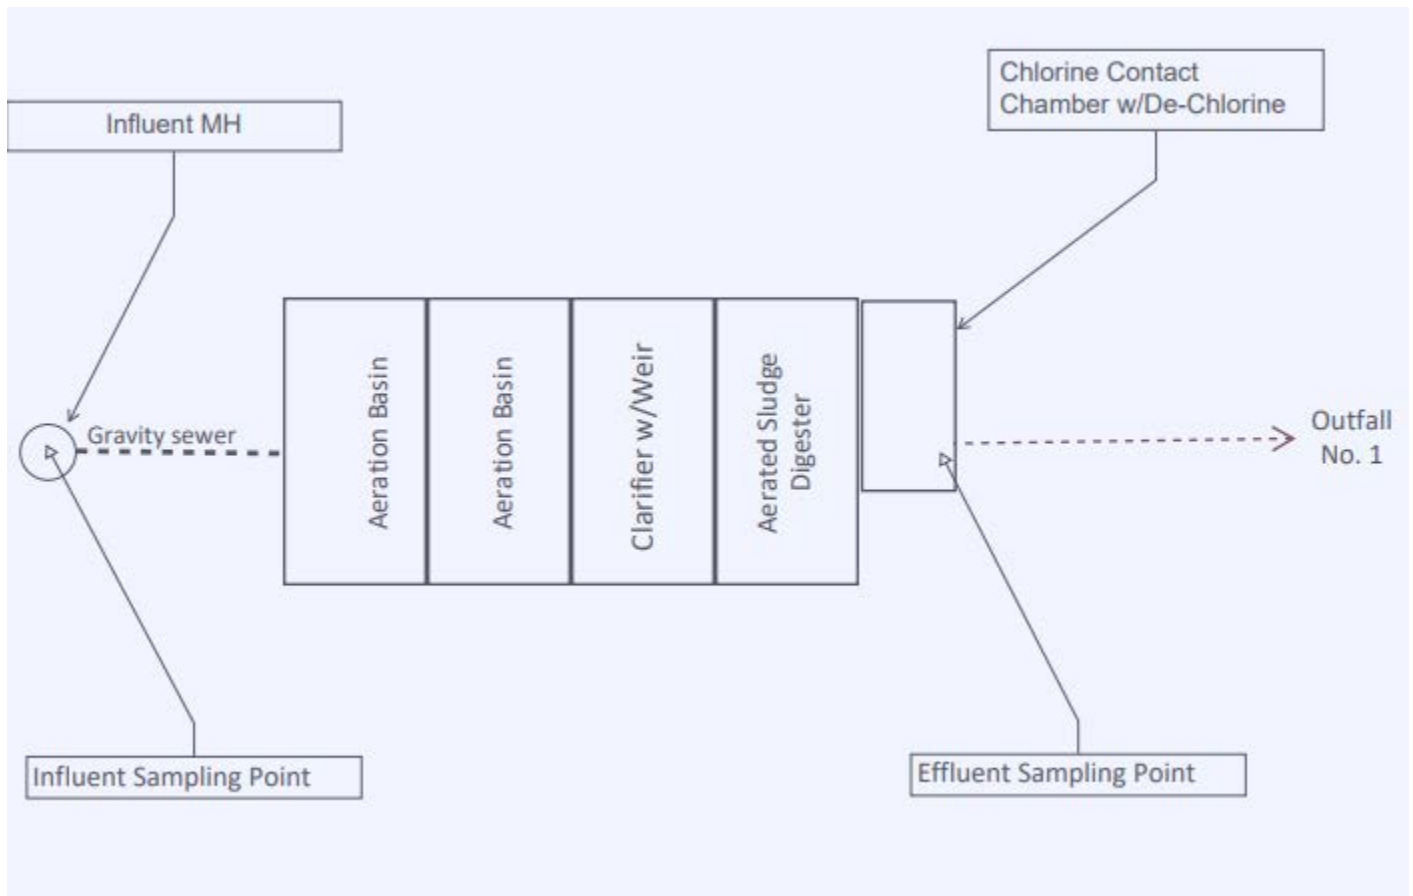 Influent MH
Chlorine Contact
Chamber w/De-Chlorine
Gravity sewer
Aeration Basin
Aeration Basin
Clarifier w/Weir
Aerated Sludge
Digester
Outfall
No. 1
Influent Sampling Point
Effluent Sampling Point